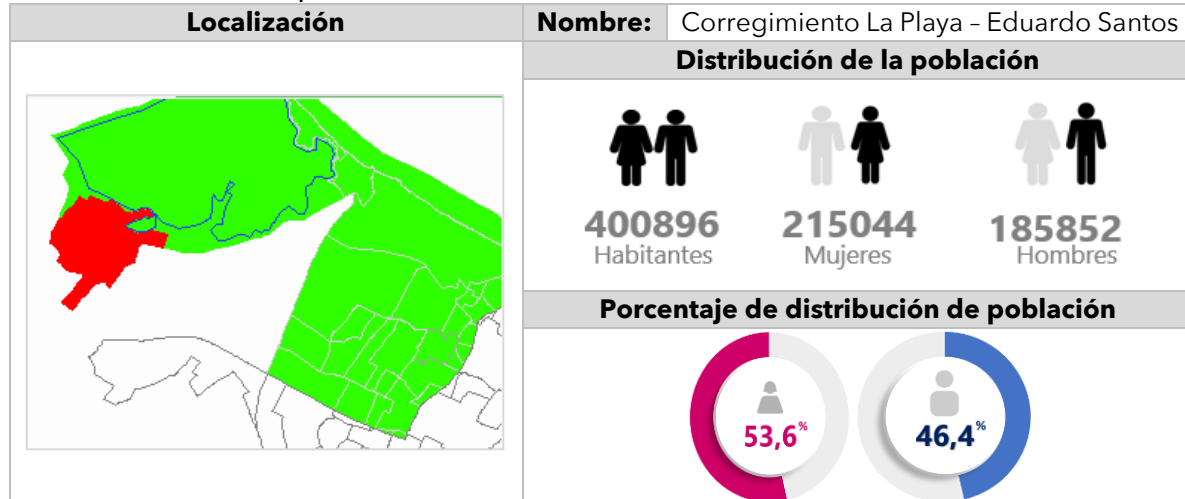 Localización
Nombre:
Corregimiento La Playa – Eduardo Santos
Distribución de la población
400896
Habitantes
215044
Mujeres
185852
Hombres
Porcentaje de distribución de población
53,6%
46,4%